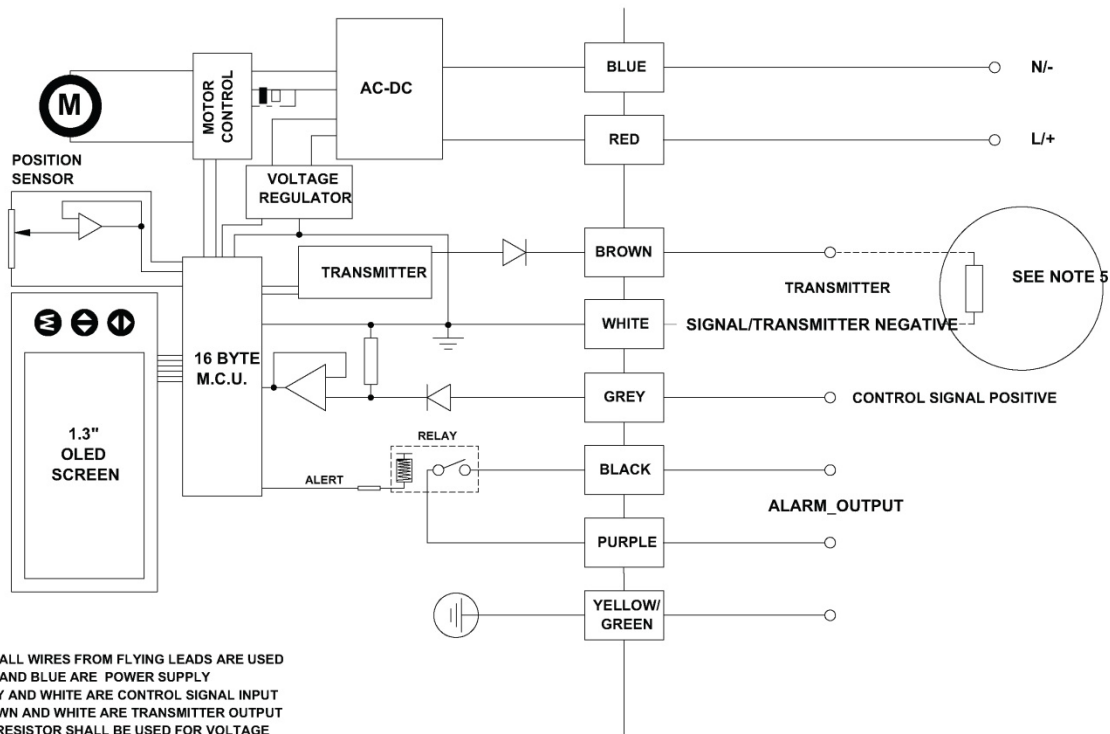 BLUE
N/-
AC-DC
MOTOR
CONTROL
M
RED
L/+
POSITION
SENSOR
VOLTAGE
REGULATOR
BROWN
TRANSMITTER
SEE NOTE 5
TRANSMITTER
WHITE
SIGNAL/TRANSMITTER NEGATIVE
16 BYTE
M.C.U.
GREY
CONTROL SIGNAL POSITIVE
M
1.3"
OLED
SCREEN
RELAY
BLACK
ALERT
ALARM_OUTPUT
PURPLE
YELLOW/
GREEN
ALL WIRES FROM FLYING LEADS ARE USED
AND BLUE ARE POWER SUPPLY
AND WHITE ARE CONTROL SIGNAL INPUT
AND WHITE ARE TRANSMITTER OUTPUT
RESISTOR SHALL BE USED FOR VOLTAGE